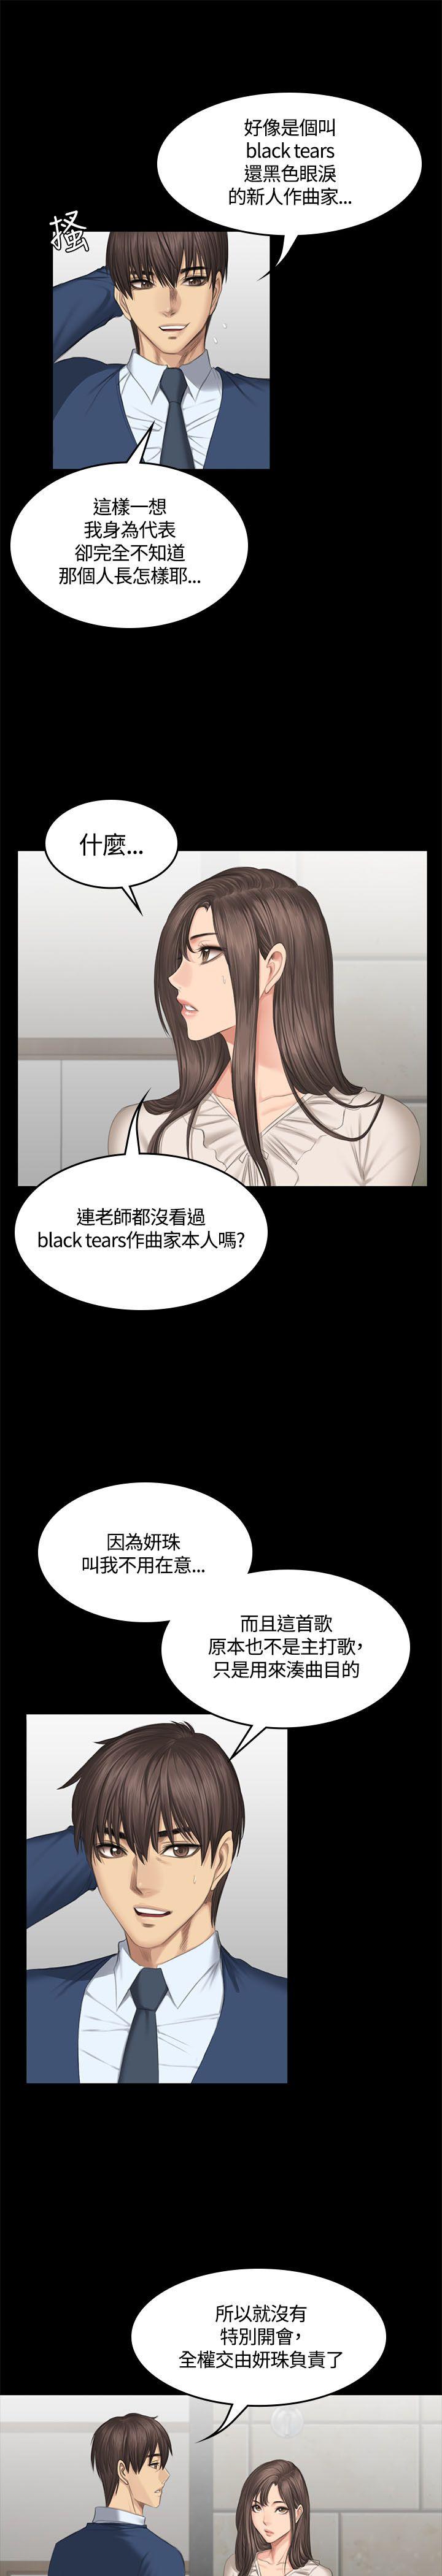 好像是個叫
black tears
還黑色眼淚
的新人作曲家...
搔
這樣一想
我身為代表
卻完全不知道
那個人長怎樣耶...
什麼...
連老師都沒看過
black tears作曲家本人嗎?
因為妍珠
叫我不用在意...
而且這首歌
原本也不是主打歌,
只是用來湊曲目的
所以就沒有
特別開會,
全權交由妍珠負責了